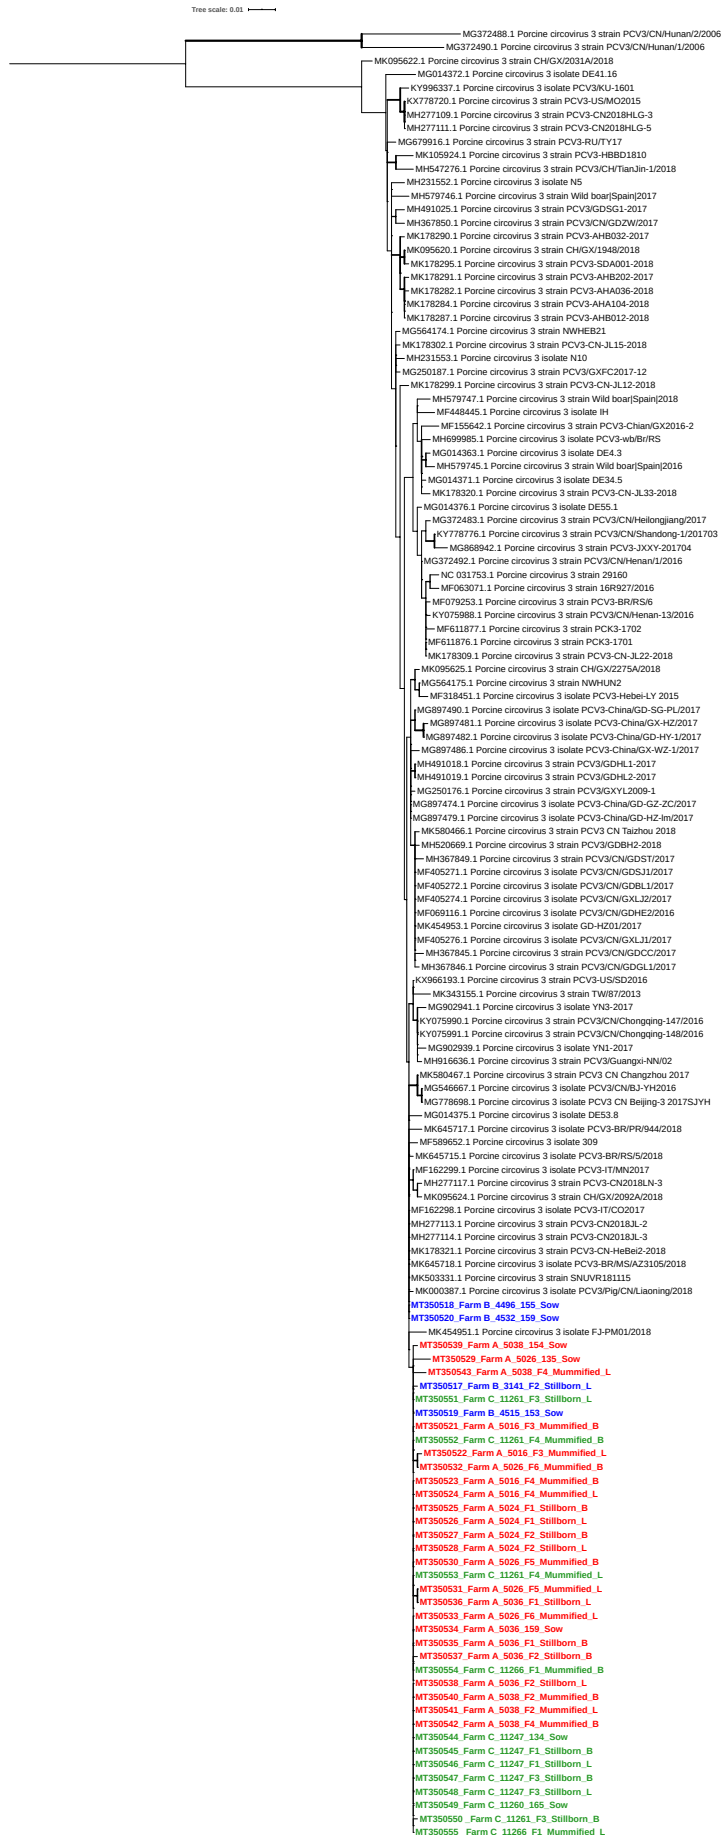 Tree scale: 0.01
MG372488.1 Porcine circovirus 3 strain PCV3/CN/Hunan/2/2006
MG372490.1 Porcine circovirus 3 strain PCV3/CN/Hunan/1/2006
MK095622.1 Porcine circovirus 3 strain CH/GX/2031A/2018
MG014372.1 Porcine circovirus 3 isolate DE41.16
KY996337.1 Porcine circovirus 3 isolate PCV3/KU-1601
KX778720.1 Porcine circovirus 3 strain PCV3-US/MO2015
MH277109.1 Porcine circovirus 3 strain PCV3-CN2018HLG-3
MH277111.1 Porcine circovirus 3 strain PCV3-CN2018HLG-5
MG679916.1 Porcine circovirus 3 strain PCV3-RU/TY17
MK105924.1 Porcine circovirus 3 strain PCV3-HBBD1810
MH547276.1 Porcine circovirus 3 strain PCV3/CH/TianJin-1/2018
MH231552.1 Porcine circovirus 3 isolate N5
MH579746.1 Porcine circovirus 3 strain Wild boar|Spain|2017
MH491025.1 Porcine circovirus 3 strain PCV3/GDSG1-2017
MH367850.1 Porcine circovirus 3 strain PCV3/CN/GDZW/2017
MK178290.1 Porcine circovirus 3 strain PCV3-AHB032-2017
MK095620.1 Porcine circovirus 3 strain CH/GX/1948/2018
MK178295.1 Porcine circovirus 3 strain PCV3-SDA001-2018
MK178291.1 Porcine circovirus 3 strain PCV3-AHB202-2017
MK178282.1 Porcine circovirus 3 strain PCV3-AHA036-2018
MK178284.1 Porcine circovirus 3 strain PCV3-AHA104-2018
MK178287.1 Porcine circovirus 3 strain PCV3-AHB012-2018
MG564174.1 Porcine circovirus 3 strain NWHEB21
MK178302.1 Porcine circovirus 3 strain PCV3-CN-JL15-2018
MH231553.1 Porcine circovirus 3 isolate N10
MG250187.1 Porcine circovirus 3 strain PCV3/GXFC2017-12
MK178299.1 Porcine circovirus 3 strain PCV3-CN-JL12-2018
MH579747.1 Porcine circovirus 3 strain Wild boar|Spain|2018
MF448445.1 Porcine circovirus 3 isolate IH
MF155642.1 Porcine circovirus 3 strain PCV3-Chian/GX2016-2
MH699985.1 Porcine circovirus 3 isolate PCV3-wb/Br/RS
MG014363.1 Porcine circovirus 3 isolate DE4.3
MH579745.1 Porcine circovirus 3 strain Wild boar|Spain|2016
MG014371.1 Porcine circovirus 3 isolate DE34.5
MK178320.1 Porcine circovirus 3 strain PCV3-CN-JL33-2018
MG014376.1 Porcine circovirus 3 isolate DE55.1
MG372483.1 Porcine circovirus 3 strain PCV3/CN/Heilongjiang/2017
KY778776.1 Porcine circovirus 3 strain PCV3/CN/Shandong-1/201703
MG868942.1 Porcine circovirus 3 strain PCV3-JXXY-201704
MG372492.1 Porcine circovirus 3 strain PCV3/CN/Henan/1/2016
NC 031753.1 Porcine circovirus 3 strain 29160
MF063071.1 Porcine circovirus 3 strain 16R927/2016
MF079253.1 Porcine circovirus 3 strain PCV3-BR/RS/6
KY075988.1 Porcine circovirus 3 strain PCV3/CN/Henan-13/2016
MF611877.1 Porcine circovirus 3 strain PCK3-1702
MF611876.1 Porcine circovirus 3 strain PCK3-1701
MK178309.1 Porcine circovirus 3 strain PCV3-CN-JL22-2018
MK095625.1 Porcine circovirus 3 strain CH/GX/2275A/2018
MG564175.1 Porcine circovirus 3 strain NWHUN2
MF318451.1 Porcine circovirus 3 isolate PCV3-Hebei-LY 2015
MG897490.1 Porcine circovirus 3 isolate PCV3-China/GD-SG-PL/2017
MG897481.1 Porcine circovirus 3 isolate PCV3-China/GX-HZ/2017
MG897482.1 Porcine circovirus 3 isolate PCV3-China/GD-HY-1/2017
MG897486.1 Porcine circovirus 3 isolate PCV3-China/GX-WZ-1/2017
MH491018.1 Porcine circovirus 3 strain PCV3/GDHL1-2017
MH491019.1 Porcine circovirus 3 strain PCV3/GDHL2-2017
MG250176.1 Porcine circovirus 3 strain PCV3/GXYL2009-1
MG897474.1 Porcine circovirus 3 isolate PCV3-China/GD-GZ-ZC/2017
MG897479.1 Porcine circovirus 3 isolate PCV3-China/GD-HZ-lm/2017
MK580466.1 Porcine circovirus 3 strain PCV3 CN Taizhou 2018
MH520669.1 Porcine circovirus 3 strain PCV3/GDBH2-2018
MH367849.1 Porcine circovirus 3 strain PCV3/CN/GDST/2017
MF405271.1 Porcine circovirus 3 isolate PCV3/CN/GDSJ1/2017
MF405272.1 Porcine circovirus 3 isolate PCV3/CN/GDBL1/2017
MF405274.1 Porcine circovirus 3 isolate PCV3/CN/GXLJ2/2017
MF069116.1 Porcine circovirus 3 isolate PCV3/CN/GDHE2/2016
MK454953.1 Porcine circovirus 3 isolate GD-HZ01/2017
MF405276.1 Porcine circovirus 3 isolate PCV3/CN/GXLJ1/2017
MH367845.1 Porcine circovirus 3 strain PCV3/CN/GDCC/2017
MH367846.1 Porcine circovirus 3 strain PCV3/CN/GDGL1/2017
KX966193.1 Porcine circovirus 3 strain PCV3-US/SD2016
MK343155.1 Porcine circovirus 3 strain TW/87/2013
MG902941.1 Porcine circovirus 3 isolate YN3-2017
KY075990.1 Porcine circovirus 3 strain PCV3/CN/Chongqing-147/2016
KY075991.1 Porcine circovirus 3 strain PCV3/CN/Chongqing-148/2016
MG902939.1 Porcine circovirus 3 isolate YN1-2017
MH916636.1 Porcine circovirus 3 strain PCV3/Guangxi-NN/02
MK580467.1 Porcine circovirus 3 strain PCV3 CN Changzhou 2017
MG546667.1 Porcine circovirus 3 isolate PCV3/CN/BJ-YH2016
MG778698.1 Porcine circovirus 3 isolate PCV3 CN Beijing-3 2017SJYH
MG014375.1 Porcine circovirus 3 isolate DE53.8
MK645717.1 Porcine circovirus 3 isolate PCV3-BR/PR/944/2018
MF589652.1 Porcine circovirus 3 isolate 309
MK645715.1 Porcine circovirus 3 isolate PCV3-BR/RS/5/2018
MF162299.1 Porcine circovirus 3 isolate PCV3-IT/MN2017
MH277117.1 Porcine circovirus 3 strain PCV3-CN2018LN-3
MK095624.1 Porcine circovirus 3 strain CH/GX/2092A/2018
MF162298.1 Porcine circovirus 3 isolate PCV3-IT/CO2017
MH277113.1 Porcine circovirus 3 strain PCV3-CN2018JL-2
MH277114.1 Porcine circovirus 3 strain PCV3-CN2018JL-3
MK178321.1 Porcine circovirus 3 strain PCV3-CN-HeBei2-2018
MK645718.1 Porcine circovirus 3 isolate PCV3-BR/MS/AZ3105/2018
MK503331.1 Porcine circovirus 3 strain SNUVR181115
MK000387.1 Porcine circovirus 3 isolate PCV3/Pig/CN/Liaoning/2018
MT350518_Farm B_4496_155_Sow
MT350520_Farm B_4532_159_Sow
MK454951.1 Porcine circovirus 3 isolate FJ-PM01/2018
MT350539_Farm A_5038_154_Sow
MT350529_Farm A_5026_135_Sow
MT350543_Farm A_5038_F4_Mummified_L
MT350517_Farm B_3141_F2_Stillborn_L
MT350551_Farm C_11261_F3_Stillborn_L
MT350519_Farm B_4515_153_Sow
MT350521_Farm A_5016_F3_Mummified_B
MT350552_Farm C_11261_F4_Mummified_B
MT350522_Farm A_5016_F3_Mummified_L
MT350532_Farm A_5026_F6_Mummified_B
MT350523_Farm A_5016_F4_Mummified_B
MT350524_Farm A_5016_F4_Mummified_L
MT350525_Farm A_5024_F1_Stillborn_B
MT350526_Farm A_5024_F1_Stillborn_L
MT350527_Farm A_5024_F2_Stillborn_B
MT350528_Farm A_5024_F2_Stillborn_L
MT350530_Farm A_5026_F5_Mummified_B
MT350553_Farm C_11261_F4_Mummified_L
MT350531_Farm A_5026_F5_Mummified_L
MT350536_Farm A_5036_F1_Stillborn_L
MT350533_Farm A_5026_F6_Mummified_L
MT350534_Farm A_5036_159_Sow
MT350535_Farm A_5036_F1_Stillborn_B
MT350537_Farm A_5036_F2_Stillborn_B
MT350554_Farm C_11266_F1_Mummified_B
MT350538_Farm A_5036_F2_Stillborn_L
MT350540_Farm A_5038_F2_Mummified_B
MT350541_Farm A_5038_F2_Mummified_L
MT350542_Farm A_5038_F4_Mummified_B
MT350544_Farm C_11247_134_Sow
MT350545_Farm C_11247_F1_Stillborn_B
MT350546_Farm C_11247_F1_Stillborn_L
MT350547_Farm C_11247_F3_Stillborn_B
MT350548_Farm C_11247_F3_Stillborn_L
MT350549_Farm C_11260_165_Sow
MT350550 _Farm C_11261_F3_Stillborn_B
MT350555_ Farm C_11266_F1_Mummified_L